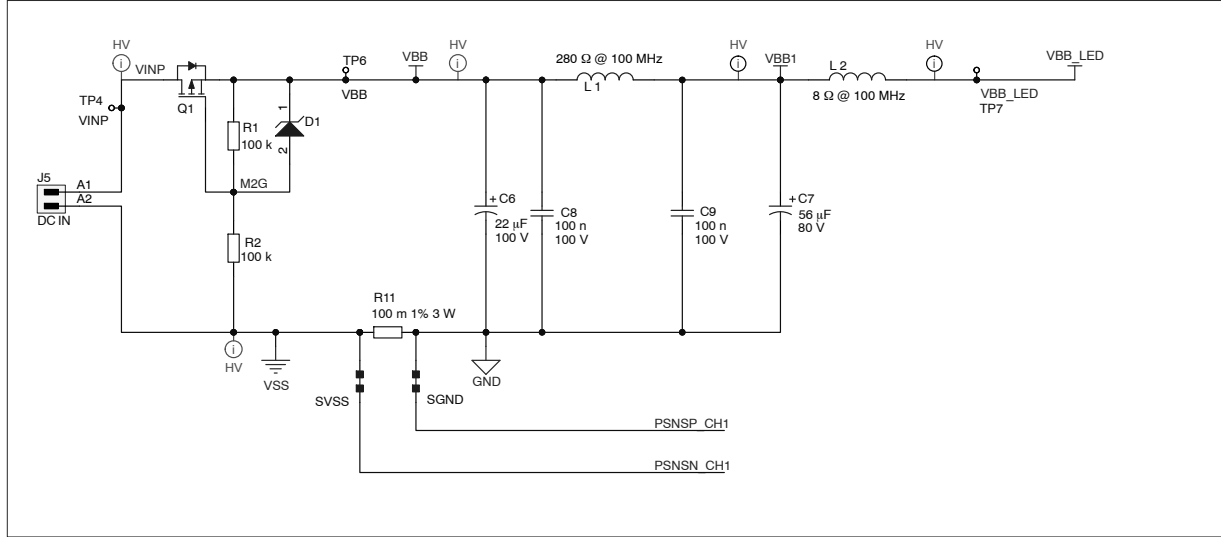 HV
i
VINP
TP4
VINP
Q1
R1
100 k
1
D1
2
M2G
J5
A1
A2
DC IN
R2
100 k
i
HV
VSS
TP6
VBB
VBB
HV
i
280 Ω @ 100 MHz
L 1
HV
i
VBB1
L 2
8 Ω @ 100 MHz
HV
i
VBB_LED
TP7
VBB_LED
+
C6
22 µF
100 V
C8
100 n
100 V
C9
100 n
100 V
+
C7
56 µF
80 V
R11
100 m 1% 3 W
GND
SVSS
SGND
PSNSP_CH1
PSNSN_CH1